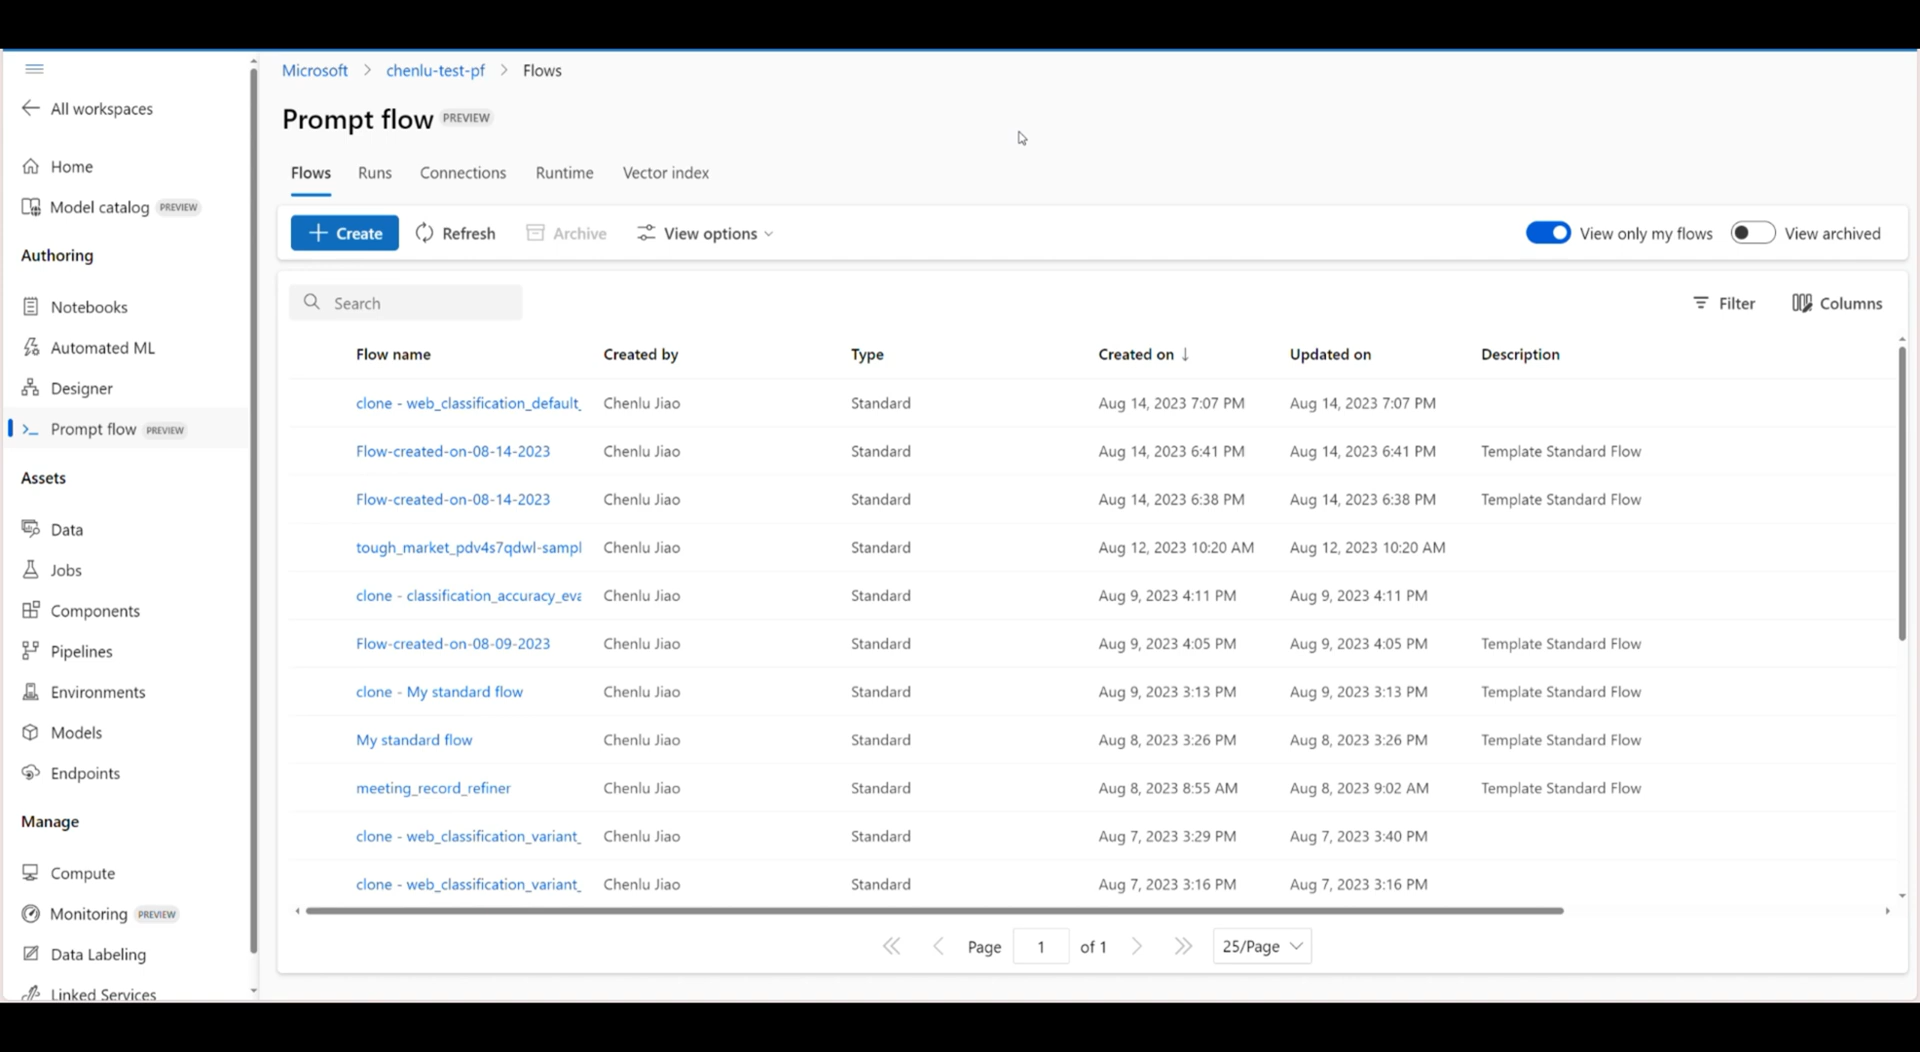 Microsoft > chenlu-test-pf > Flows
All workspaces
Home
Model catalog PREVIEW
Authoring
Notebooks
Automated ML
Designer
Prompt flow PREVIEW
Assets
Data
Jobs
Components
Pipelines
Environments
Models
Endpoints
Manage
Compute
Monitoring PREVIEW
Data Labeling
Linked Services
Prompt flow PREVIEW
Flows Runs Connections Runtime Vector index
Create Refresh Archive View options View only my flows View archived
Search Filter Columns
Flow name Created by Type Created on ↓ Updated on Description
clone - web_classification_default_ Chenlu Jiao Standard Aug 14, 2023 7:07 PM Aug 14, 2023 7:07 PM
Flow-created-on-08-14-2023 Chenlu Jiao Standard Aug 14, 2023 6:41 PM Aug 14, 2023 6:41 PM Template Standard Flow
Flow-created-on-08-14-2023 Chenlu Jiao Standard Aug 14, 2023 6:38 PM Aug 14, 2023 6:38 PM Template Standard Flow
tough_market_pdv4s7qdwl-sampl Chenlu Jiao Standard Aug 12, 2023 10:20 AM Aug 12, 2023 10:20 AM
clone - classification_accuracy_eva Chenlu Jiao Standard Aug 9, 2023 4:11 PM Aug 9, 2023 4:11 PM
Flow-created-on-08-09-2023 Chenlu Jiao Standard Aug 9, 2023 4:05 PM Aug 9, 2023 4:05 PM Template Standard Flow
clone - My standard flow Chenlu Jiao Standard Aug 9, 2023 3:13 PM Aug 9, 2023 3:13 PM Template Standard Flow
My standard flow Chenlu Jiao Standard Aug 8, 2023 3:26 PM Aug 8, 2023 3:26 PM Template Standard Flow
meeting_record_refiner Chenlu Jiao Standard Aug 8, 2023 8:55 AM Aug 8, 2023 9:02 AM Template Standard Flow
clone - web_classification_variant_ Chenlu Jiao Standard Aug 7, 2023 3:29 PM Aug 7, 2023 3:40 PM
clone - web_classification_variant_ Chenlu Jiao Standard Aug 7, 2023 3:16 PM Aug 7, 2023 3:16 PM
Page 1 of 1 25/Page